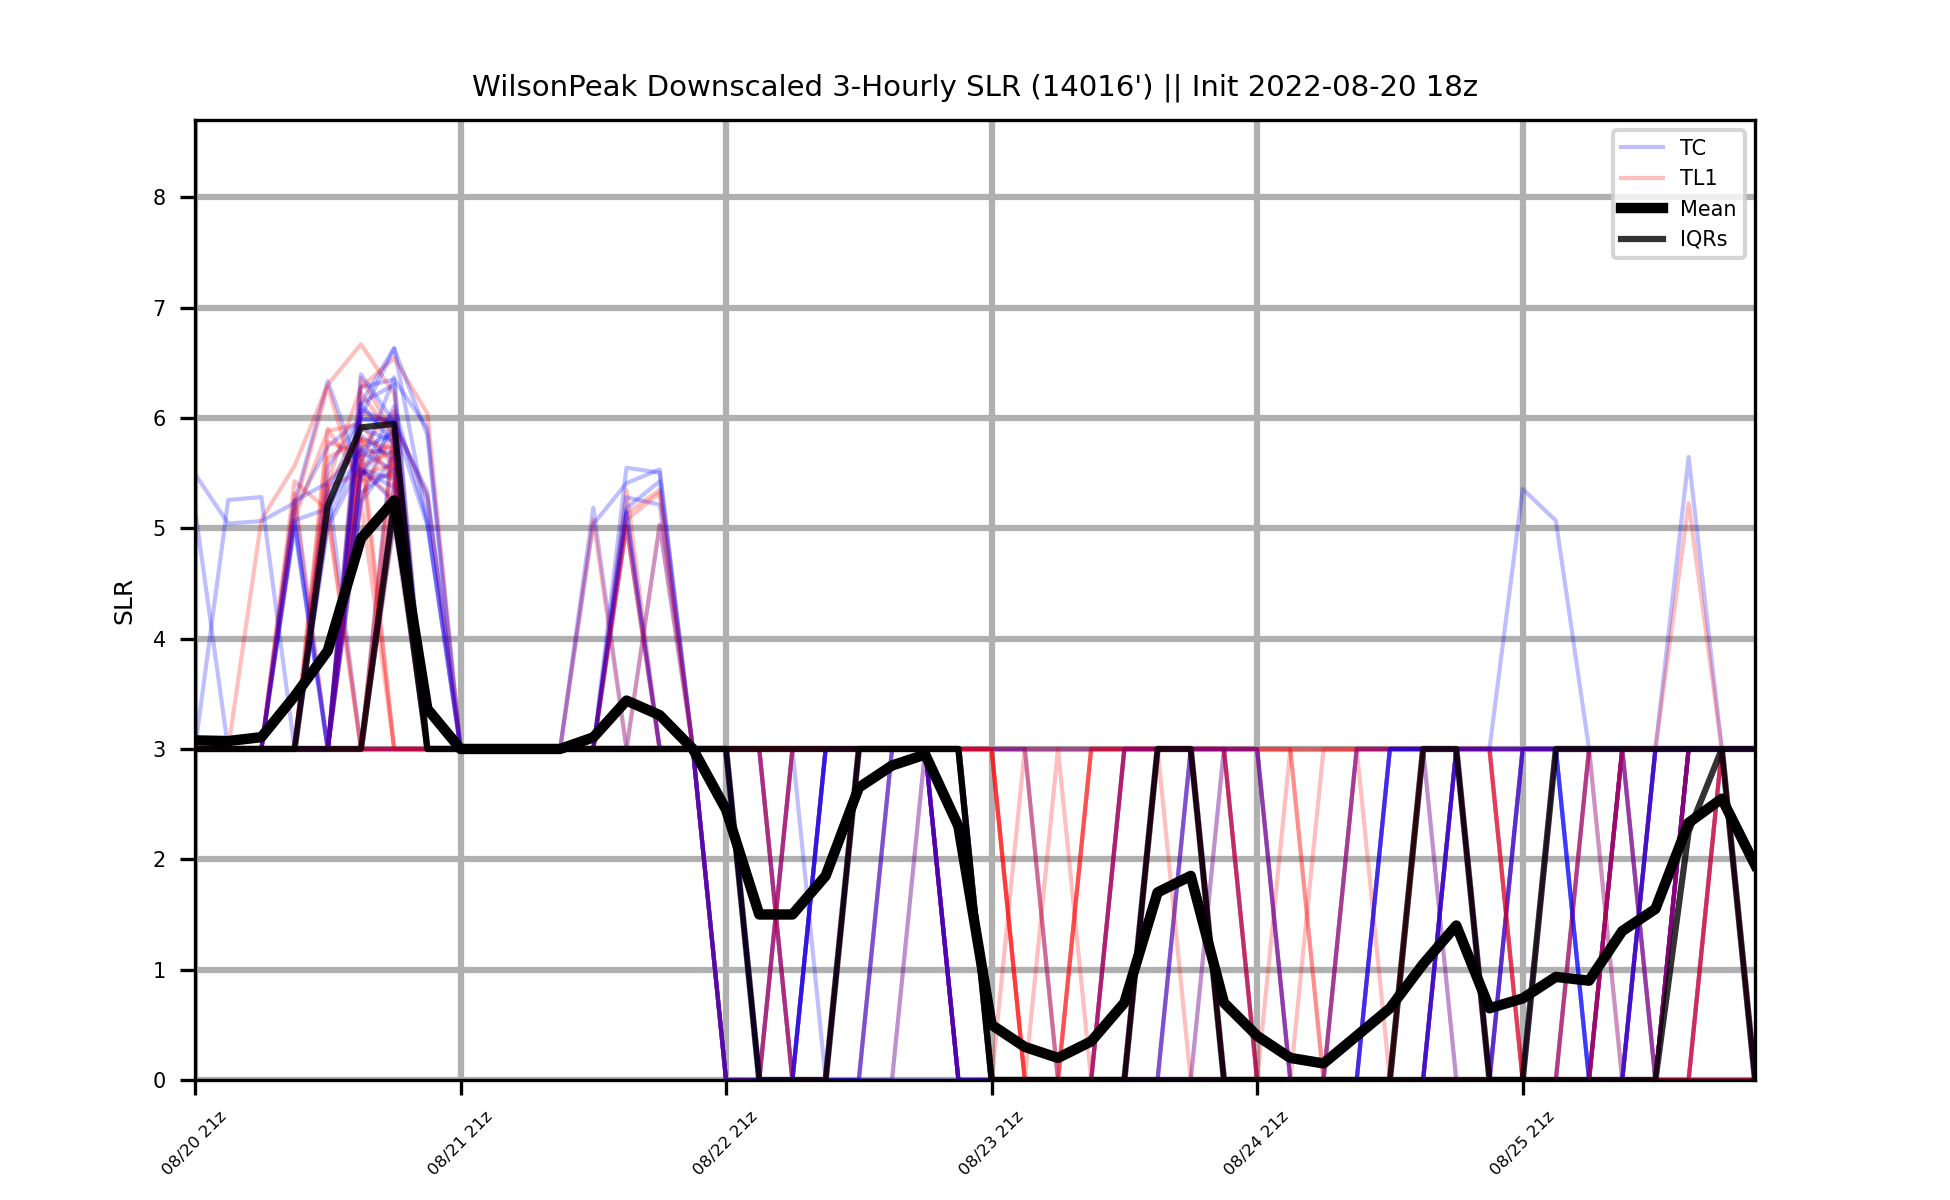 WilsonPeak Downscaled 3-Hourly SLR (14016') || Init 2022-08-20 18z
TC
TL1
Mean
IQRs
8
7
6
5
4
3
2
1
0
SLR
08/20 21z
08/21 21z
08/22 21z
08/23 21z
08/24 21z
08/25 21z